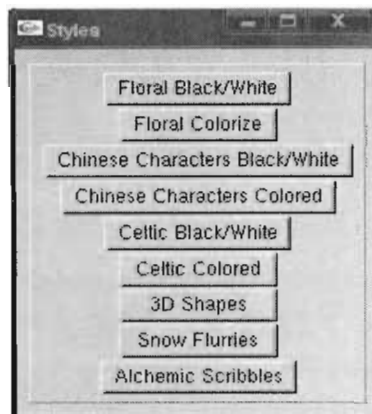 Styles
Floral Black/White
Floral Colorize
Chinese Characters Black/White
Chinese Characters Colored
Celtic Black/White
Celtic Colored
3D Shapes
Snow Flurries
Alchemic Scribbles